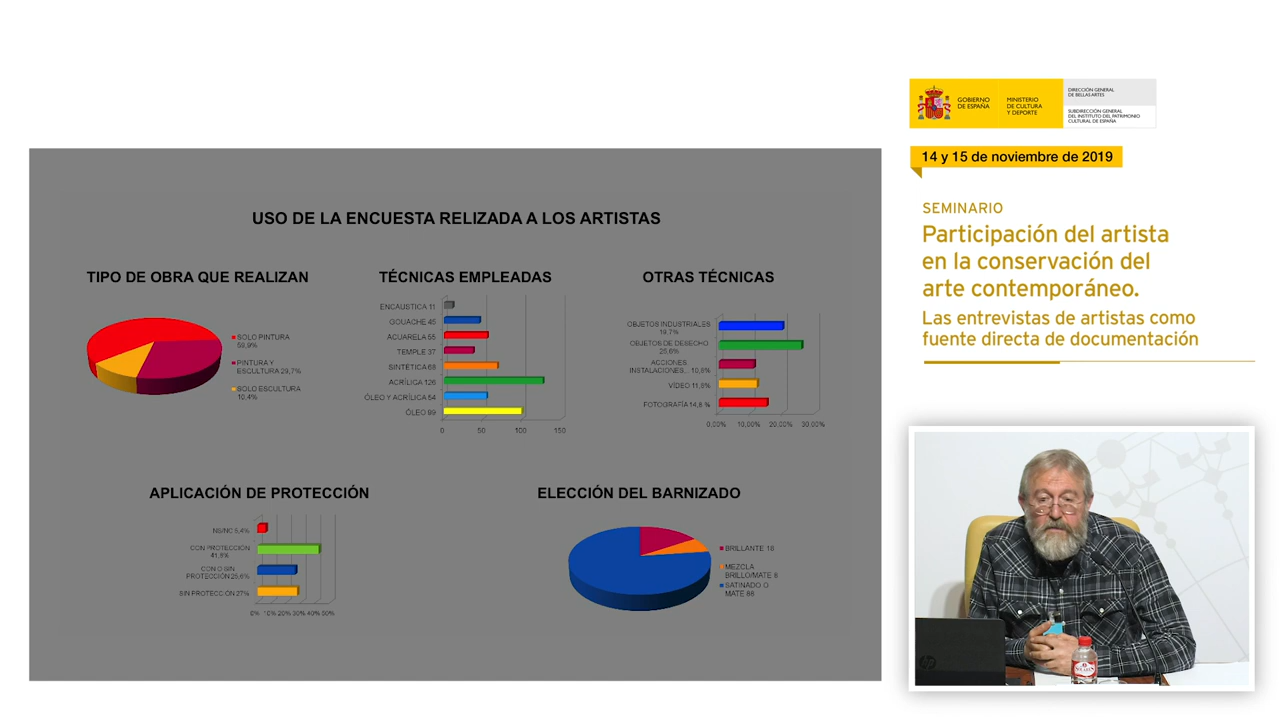 GOBIERNO
DE ESPAÑA
MINISTERIO
DE CULTURA
Y DEPORTE
DIRECCIÓN GENERAL
DE BELLAS ARTES
SUBDIRECCIÓN GENERAL
DEL INSTITUTO DEL PATRIMONIO
CULTURAL DE ESPAÑA
14 y 15 de noviembre de 2019
SEMINARIO
Participación del artista
en la conservación del
arte contemporáneo.
Las entrevistas de artistas como
fuente directa de documentación
USO DE LA ENCUESTA RELIZADA A LOS ARTISTAS
TIPO DE OBRA QUE REALIZAN
SOLO PINTURA
59,9%
PINTURA Y
ESCULTURA 29,7%
SOLO ESCULTURA
10,4%
TÉCNICAS EMPLEADAS
ENCAUSTICA 11
GOUACHE 45
ACUARELA 55
TEMPLE 37
SINTÉTICA 68
ACRÍLICA 126
ÓLEO Y ACRÍLICA 54
ÓLEO 99
0 50 100 150
OTRAS TÉCNICAS
OBJETOS INDUSTRIALES
19,7%
OBJETOS DE DESECHO
25,6%
ACCIONES
INSTALACIONES... 10,8%
VÍDEO 11,9%
FOTOGRAFÍA 14,8 %
0,00% 10,00% 20,00% 30,00%
APLICACIÓN DE PROTECCIÓN
NS/NC 5,4%
CON PROTECCIÓN
41,9%
CON O SIN
PROTECCIÓN 25,6%
SIN PROTECCIÓN 27%
0% 10% 20% 30% 40% 50%
ELECCIÓN DEL BARNIZADO
BRILLANTE 18
MEZCLA
BRILLO/MATE 6
SATINADO O
MATE 88
hp